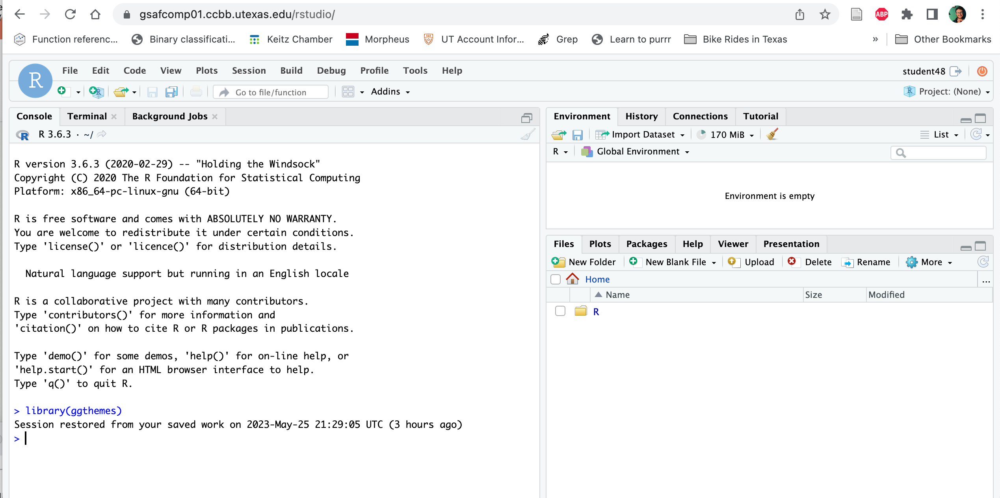 gsafcomp01.ccbb.utexas.edu/rstudio/
ABP
Function referenc... Binary classificati... Keitz Chamber Morpheus UT Account Infor... Grep Learn to purrr Bike Rides in Texas » Other Bookmarks
R File Edit Code View Plots Session Build Debug Profile Tools Help student48
Go to file/function Addins Project: (None)
Console Terminal Background Jobs
R 3.6.3 · ~/
R version 3.6.3 (2020-02-29) -- "Holding the Windsock"
Copyright (C) 2020 The R Foundation for Statistical Computing
Platform: x86_64-pc-linux-gnu (64-bit)
R is free software and comes with ABSOLUTELY NO WARRANTY.
You are welcome to redistribute it under certain conditions.
Type 'license()' or 'licence()' for distribution details.
Natural language support but running in an English locale
R is a collaborative project with many contributors.
Type 'contributors()' for more information and
'citation()' on how to cite R or R packages in publications.
Type 'demo()' for some demos, 'help()' for on-line help, or
'help.start()' for an HTML browser interface to help.
Type 'q()' to quit R.
> library(ggthemes)
Session restored from your saved work on 2023-May-25 21:29:05 UTC (3 hours ago)
>
Environment History Connections Tutorial
Import Dataset 170 MiB List
R Global Environment
Environment is empty
Files Plots Packages Help Viewer Presentation
New Folder New Blank File Upload Delete Rename More
Home ...
Name Size Modified
R